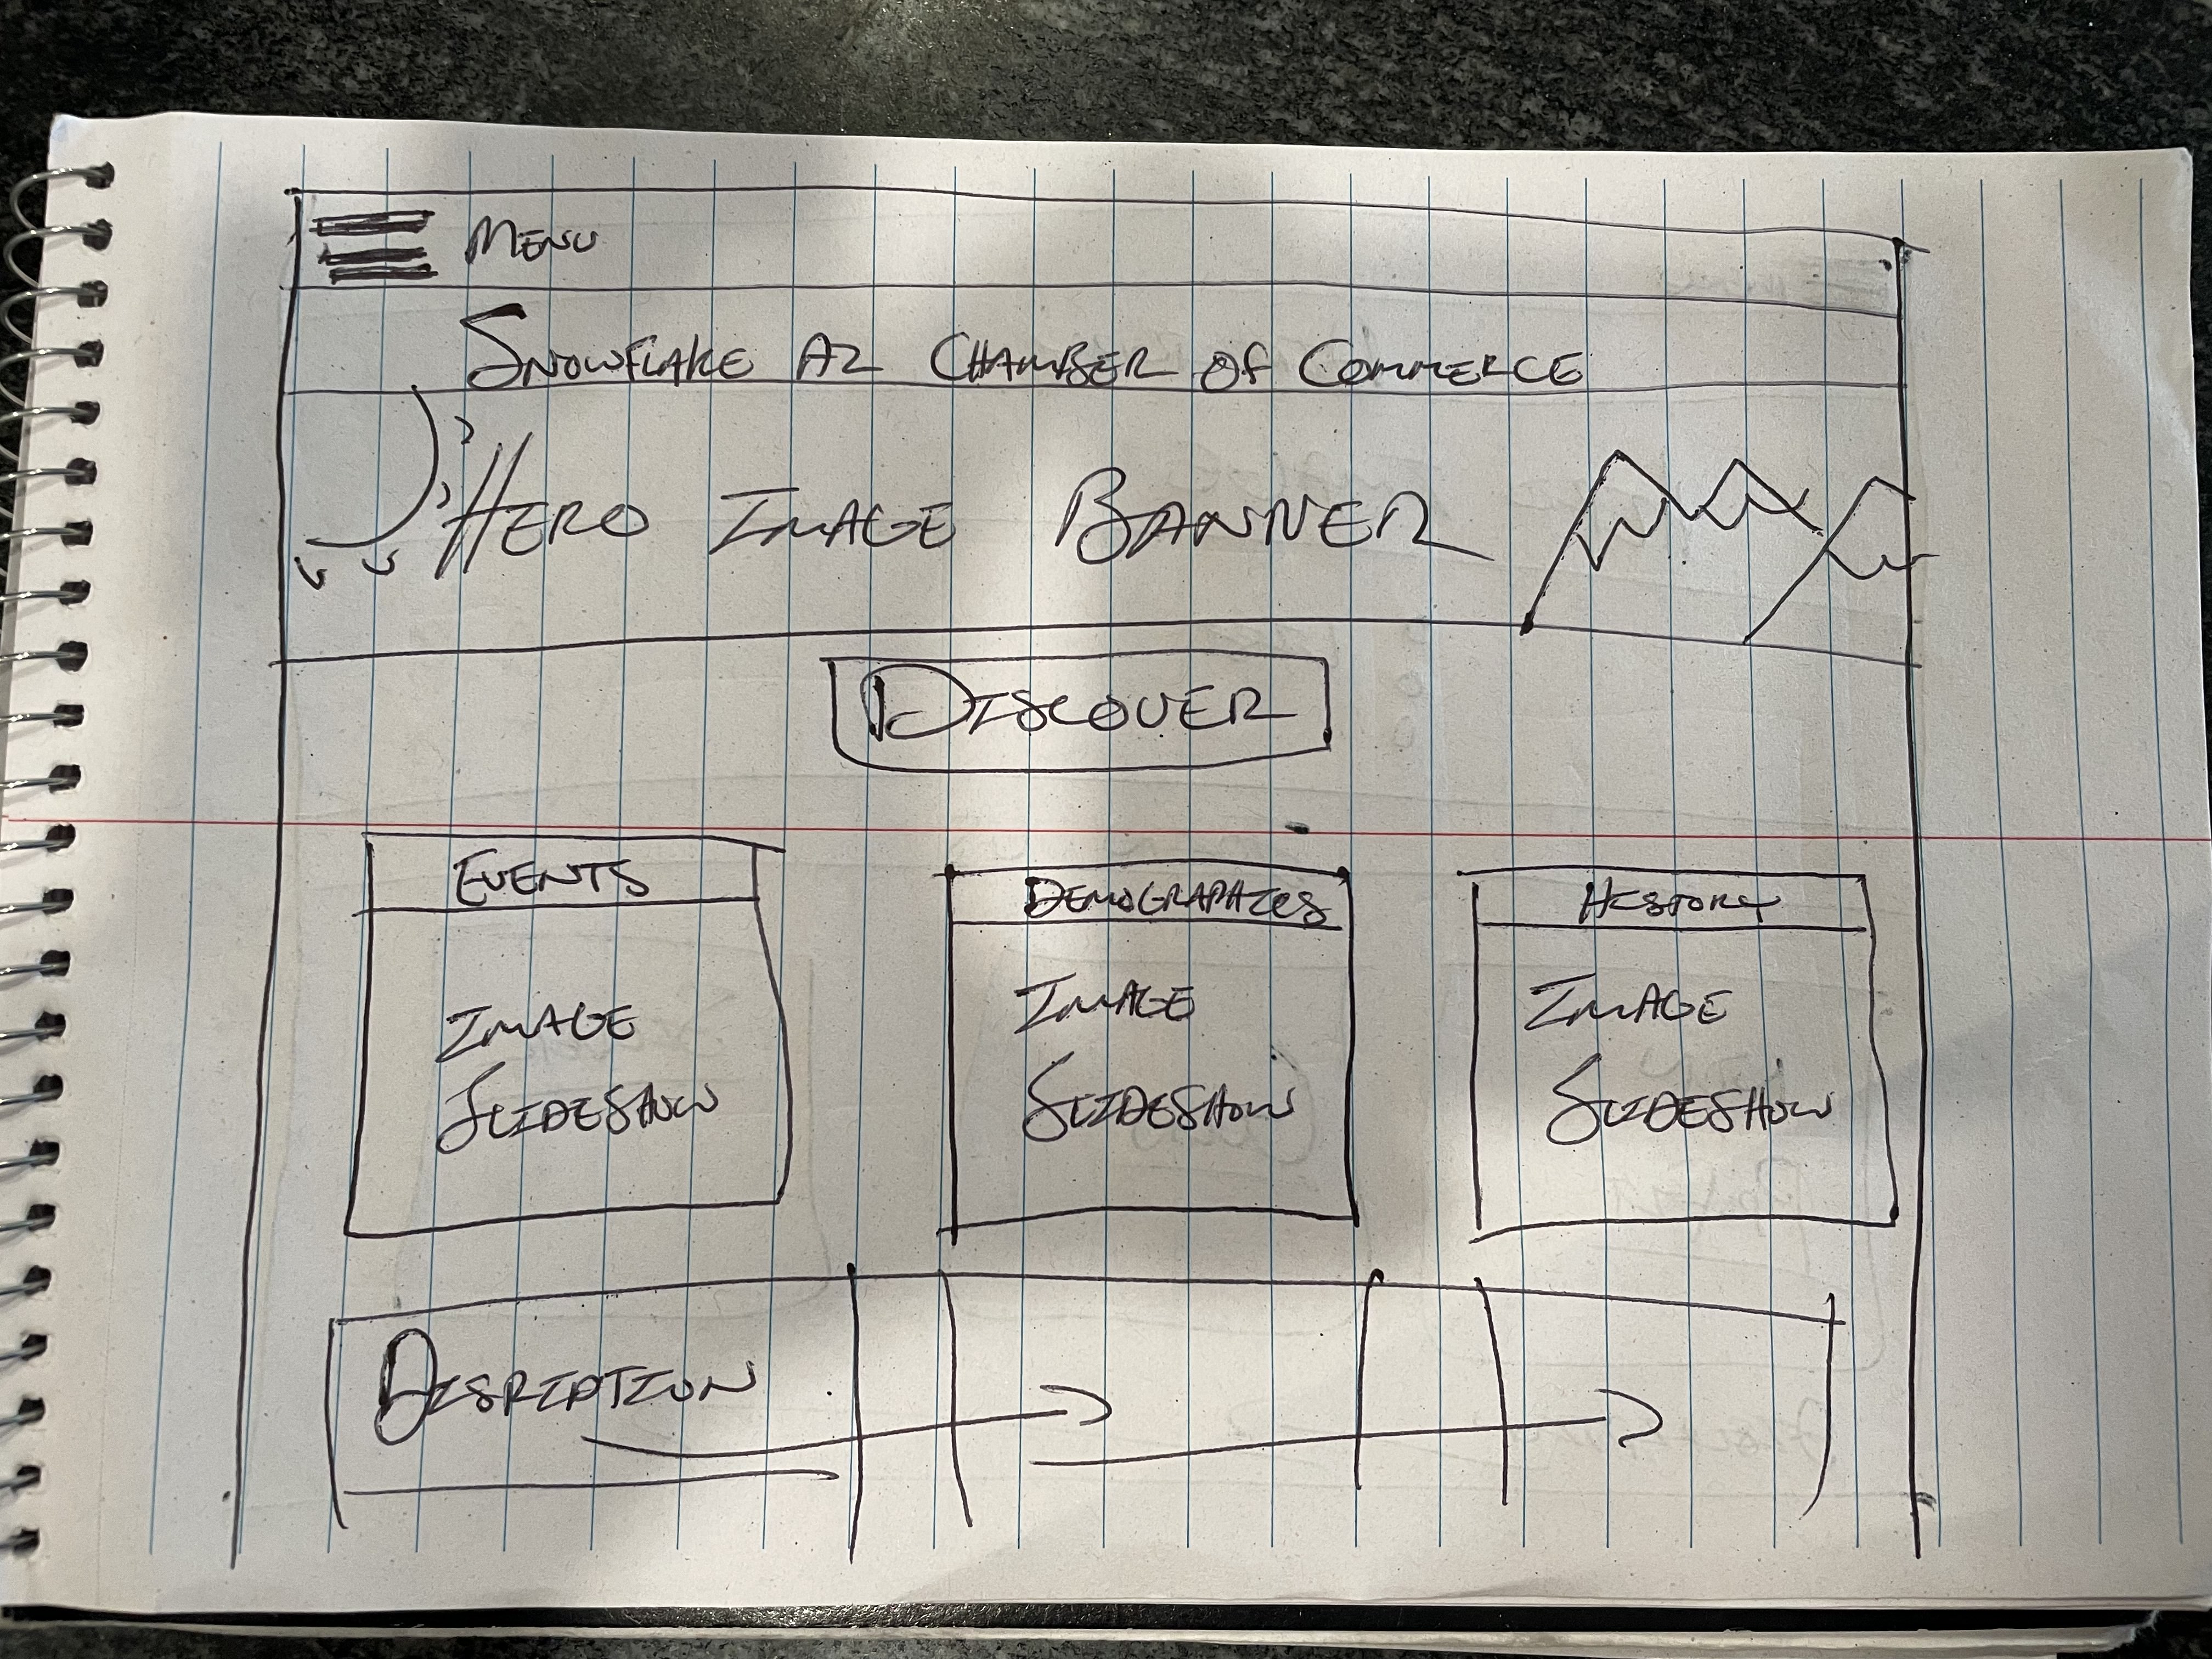 MENU
SNOWFLAKE AZ CHAMBER OF COMMERCE
HERO IMAGE BANNER
DISCOVER
EVENTS
IMAGE
SLIDESHOW
DEMOGRAPHICS
IMAGE
SLIDESHOW
HISTORY
IMAGE
SLIDESHOW
DISRIPTION